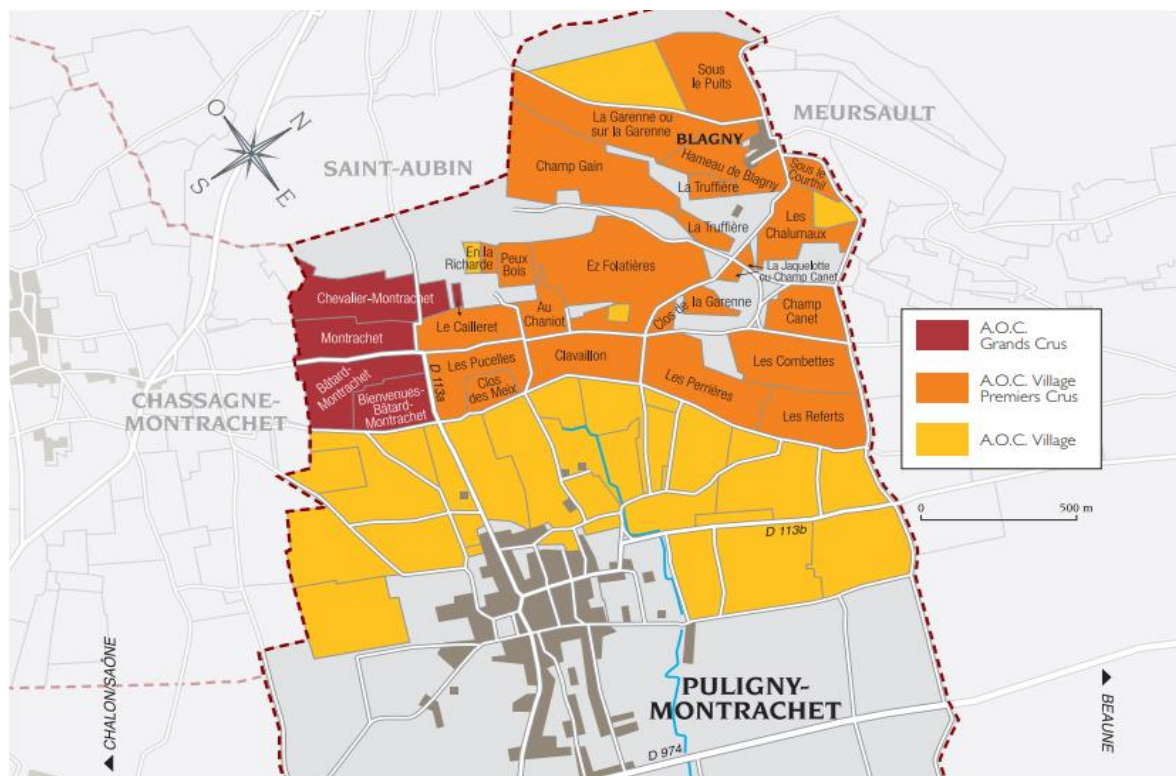 Sous
le Puits
MEURSAULT
La Garenne ou
sur la Garenne
BLAGNY
O
N
S
E
SAINT-AUBIN
Champ Gain
Hameau de Blagny
Sous le
Courthil
La Truffière
La Truffière
Les
Chalumaux
En la
Richarde
Peux
Bois
Ez Folatières
La Jaquelotte
ou Champ Canet
Chevalier-Montrachet
Au
Chaniot
Clos de
la Garenne
Champ
Canet
Le Cailleret
Montrachet
A.O.C.
Grands Crus
A.O.C. Village
Premiers Crus
A.O.C. Village
Les Pucelles
Clavaillon
Les Combettes
Bâtard-
Montrachet
D 113a
Clos
des Meix
Les Perrières
Bienvenues-
Bâtard-
Montrachet
Les Referts
CHASSAGNE-
MONTRACHET
0
500 m
D 113b
CHALON/SAÔNE
PULIGNY-
MONTRACHET
BEAUNE
D 974